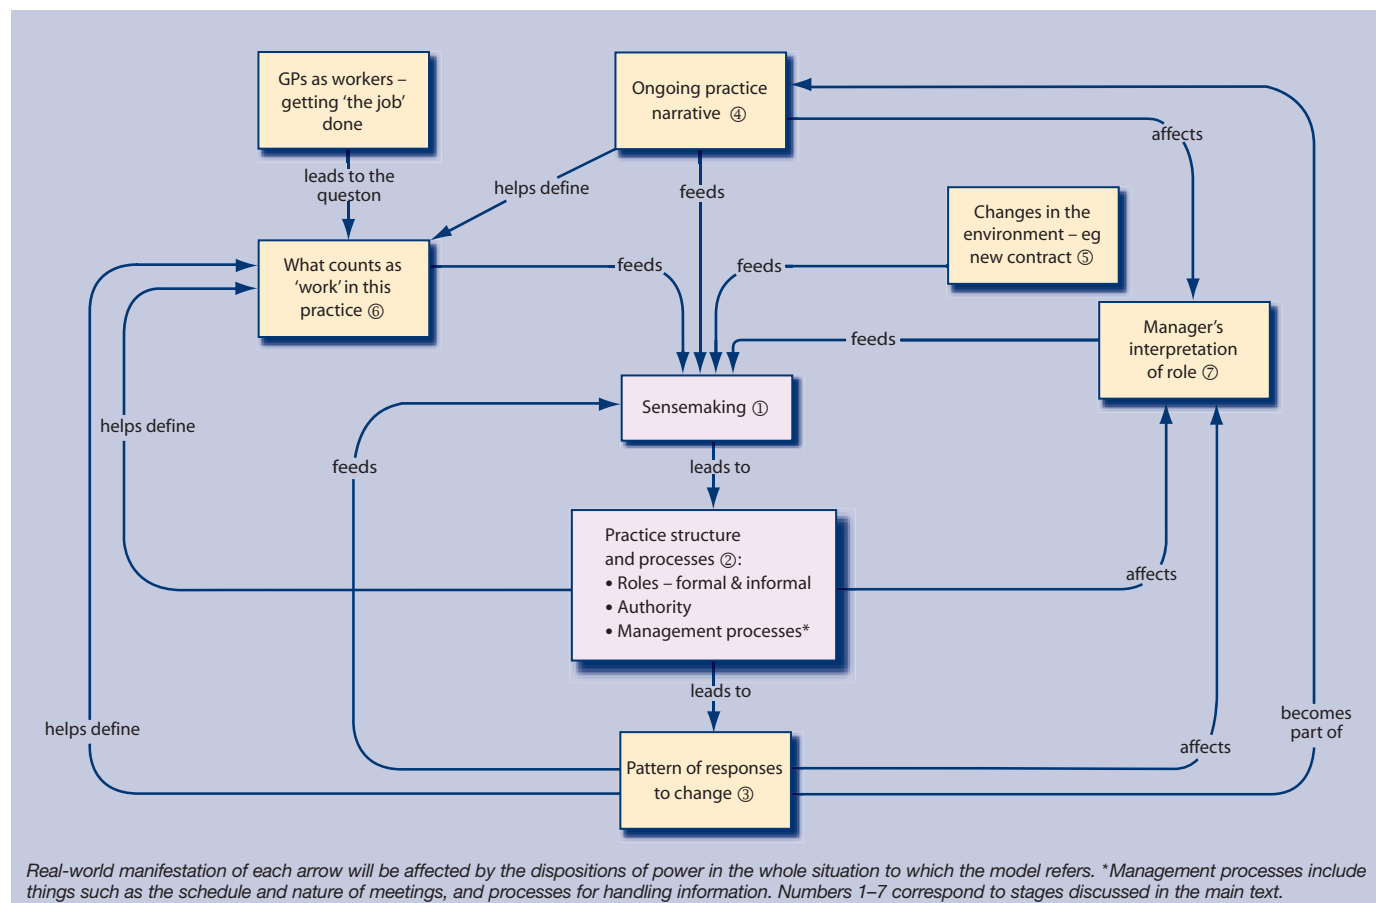 GPs as workers –
getting ‘the job’
done
Ongoing practice
narrative ④
affects
leads to the
queston
helps define
feeds
Changes in the
environment – eg
new contract ⑤
What counts as
‘work’ in this
practice ⑥
feeds
feeds
Manager’s
interpretation
of role ⑦
feeds
Sensemaking ①
helps define
feeds
leads to
Practice structure
and processes ②:
• Roles – formal & informal
• Authority
• Management processes*
affects
leads to
helps define
becomes
part of
affects
Pattern of responses
to change ③
Real-world manifestation of each arrow will be affected by the dispositions of power in the whole situation to which the model refers. *Management processes include
things such as the schedule and nature of meetings, and processes for handling information. Numbers 1–7 correspond to stages discussed in the main text.